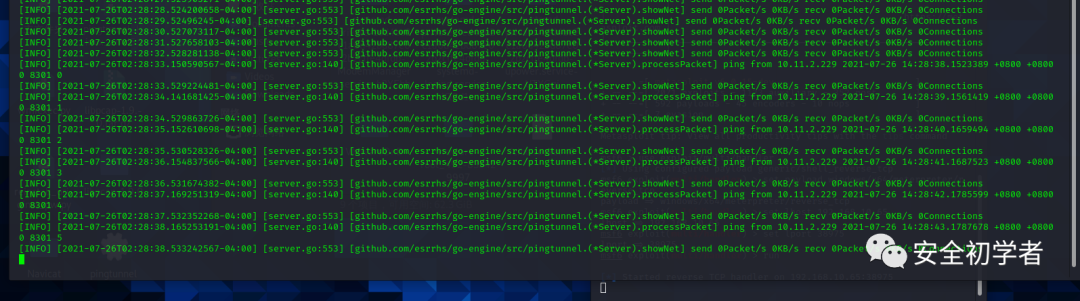 [INFO] [2021-07-26T02:28:28.524200658-04:00] [server.go:553] [github.com/esrrhs/go-engine/src/pingtunnel.(*Server).showNet] send 0Packet/s 0KB/s recv 0Packet/s 0KB/s 0Connections
[INFO] [2021-07-26T02:28:29.52496245-04:00] [server.go:553] [github.com/esrrhs/go-engine/src/pingtunnel.(*Server).showNet] send 0Packet/s 0KB/s recv 0Packet/s 0KB/s 0Connections
[INFO] [2021-07-26T02:28:30.527073117-04:00] [server.go:553] [github.com/esrrhs/go-engine/src/pingtunnel.(*Server).showNet] send 0Packet/s 0KB/s recv 0Packet/s 0KB/s 0Connections
[INFO] [2021-07-26T02:28:31.527658103-04:00] [server.go:553] [github.com/esrrhs/go-engine/src/pingtunnel.(*Server).showNet] send 0Packet/s 0KB/s recv 0Packet/s 0KB/s 0Connections
[INFO] [2021-07-26T02:28:32.528281138-04:00] [server.go:553] [github.com/esrrhs/go-engine/src/pingtunnel.(*Server).showNet] send 0Packet/s 0KB/s recv 0Packet/s 0KB/s 0Connections
[INFO] [2021-07-26T02:28:33.150590567-04:00] [server.go:140] [github.com/esrrhs/go-engine/src/pingtunnel.(*Server).processPacket] ping from 10.11.2.229 2021-07-26 14:28:38.1523389 +0800 +0800
0 8301 0
[INFO] [2021-07-26T02:28:33.529224481-04:00] [server.go:553] [github.com/esrrhs/go-engine/src/pingtunnel.(*Server).showNet] send 0Packet/s 0KB/s recv 0Packet/s 0KB/s 0Connections
[INFO] [2021-07-26T02:28:34.141681425-04:00] [server.go:140] [github.com/esrrhs/go-engine/src/pingtunnel.(*Server).processPacket] ping from 10.11.2.229 2021-07-26 14:28:39.1561419 +0800 +0800
0 8301 1
[INFO] [2021-07-26T02:28:34.529863726-04:00] [server.go:553] [github.com/esrrhs/go-engine/src/pingtunnel.(*Server).showNet] send 0Packet/s 0KB/s recv 0Packet/s 0KB/s 0Connections
[INFO] [2021-07-26T02:28:35.152610698-04:00] [server.go:140] [github.com/esrrhs/go-engine/src/pingtunnel.(*Server).processPacket] ping from 10.11.2.229 2021-07-26 14:28:40.1659494 +0800 +0800
0 8301 2
[INFO] [2021-07-26T02:28:35.530528326-04:00] [server.go:553] [github.com/esrrhs/go-engine/src/pingtunnel.(*Server).showNet] send 0Packet/s 0KB/s recv 0Packet/s 0KB/s 0Connections
[INFO] [2021-07-26T02:28:36.154837566-04:00] [server.go:140] [github.com/esrrhs/go-engine/src/pingtunnel.(*Server).processPacket] ping from 10.11.2.229 2021-07-26 14:28:41.1687523 +0800 +0800
0 8301 3
[INFO] [2021-07-26T02:28:36.531674382-04:00] [server.go:553] [github.com/esrrhs/go-engine/src/pingtunnel.(*Server).showNet] send 0Packet/s 0KB/s recv 0Packet/s 0KB/s 0Connections
[INFO] [2021-07-26T02:28:37.169251319-04:00] [server.go:140] [github.com/esrrhs/go-engine/src/pingtunnel.(*Server).processPacket] ping from 10.11.2.229 2021-07-26 14:28:42.1785599 +0800 +0800
0 8301 4
[INFO] [2021-07-26T02:28:37.532352268-04:00] [server.go:553] [github.com/esrrhs/go-engine/src/pingtunnel.(*Server).showNet] send 0Packet/s 0KB/s recv 0Packet/s 0KB/s 0Connections
[INFO] [2021-07-26T02:28:38.165253191-04:00] [server.go:140] [github.com/esrrhs/go-engine/src/pingtunnel.(*Server).processPacket] ping from 10.11.2.229 2021-07-26 14:28:43.1787678 +0800 +0800
0 8301 5
[INFO] [2021-07-26T02:28:38.533242567-04:00] [server.go:553] [github.com/esrrhs/go-engine/src/pingtunnel.(*Server).showNet] send 0Packet/s 0KB/s recv 0Packet/s 0KB/s
安全初学者